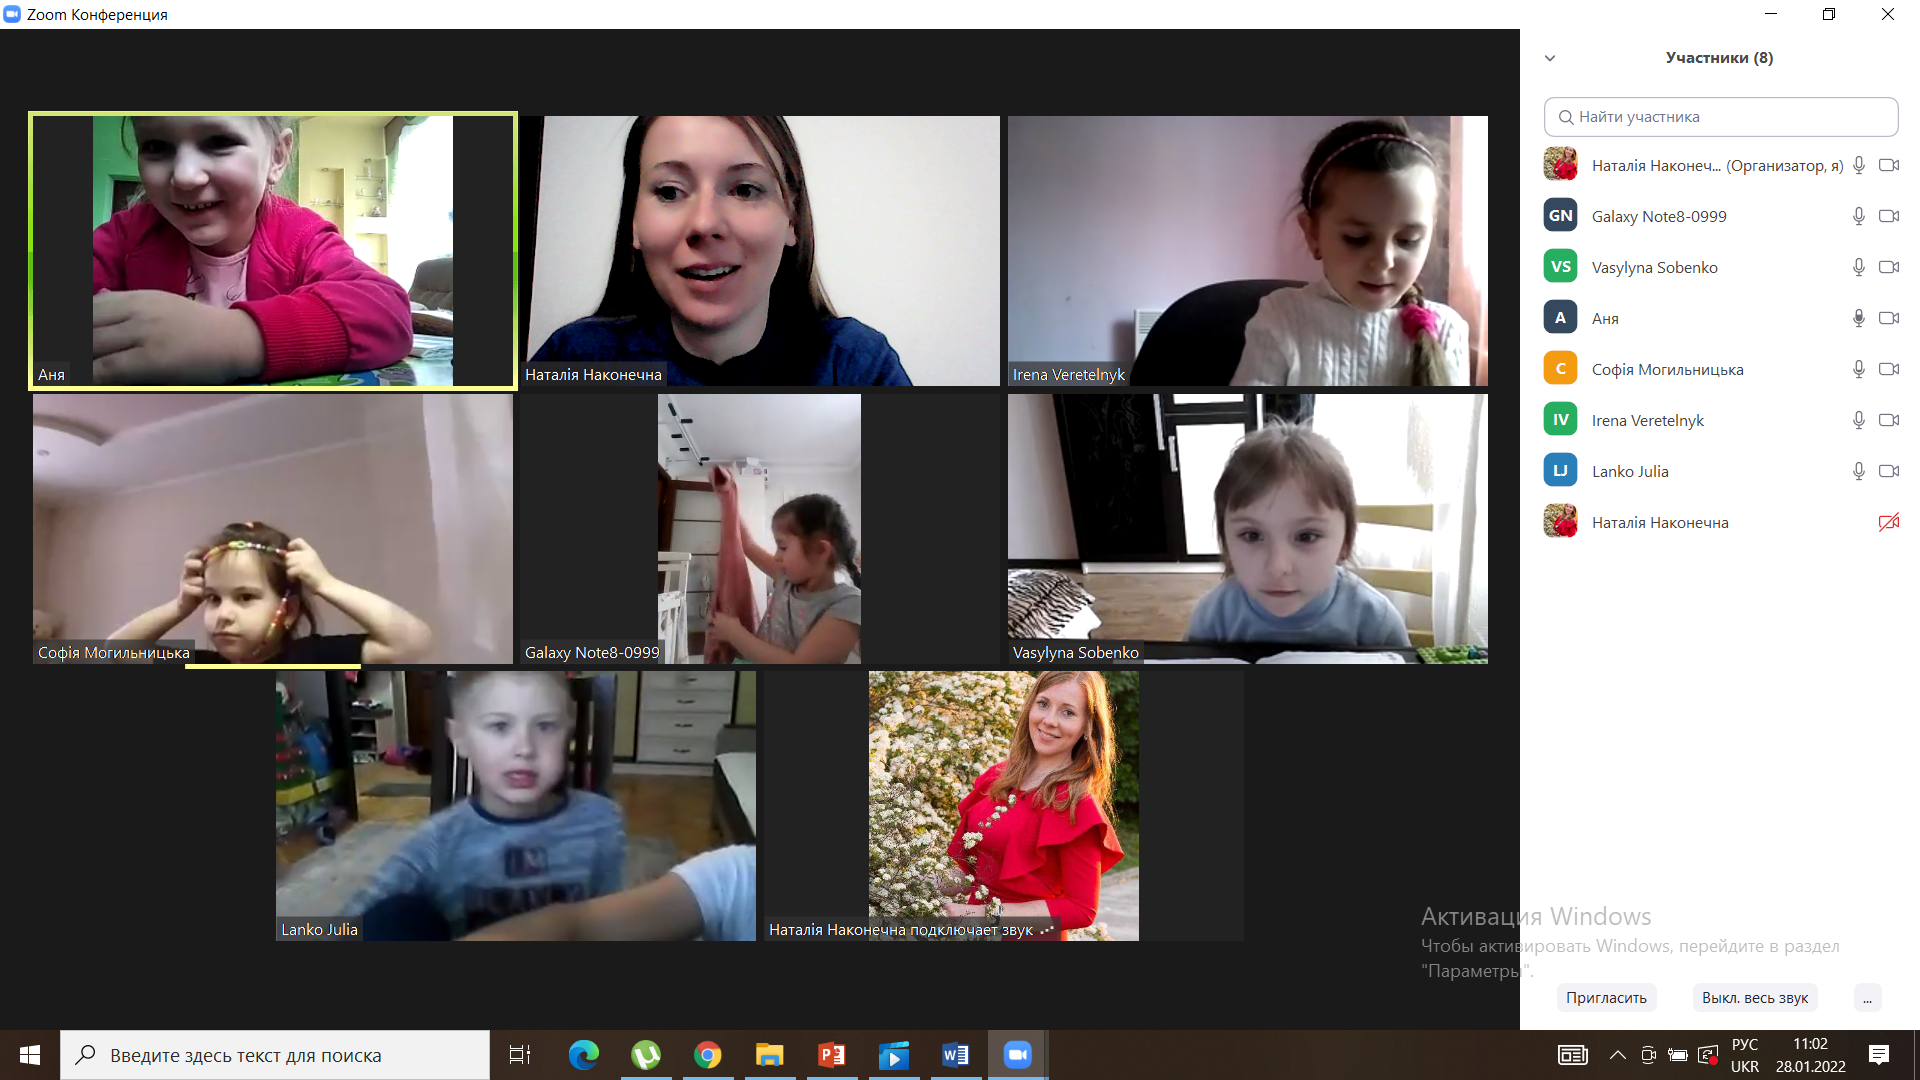 Zoom Конференция
Участники (8)
Найти участника
Наталія Наконеч... (Организатор, я)
GN Galaxy Note8-0999
VS Vasylyna Sobenko
А Аня
С Софія Могильницька
IV Irena Veretelnyk
LJ Lanko Julia
Наталія Наконечна
Аня
Наталія Наконечна
Irena Veretelnyk
Софія Могильницька
Galaxy Note8-0999
Vasylyna Sobenko
Lanko Julia
Наталія Наконечна подключает звук
Активация Windows
Чтобы активировать Windows, перейдите в раздел
"Параметры".
Пригласить
Выкл. весь звук
...
Введите здесь текст для поиска
РУС
UKR
11:02
28.01.2022